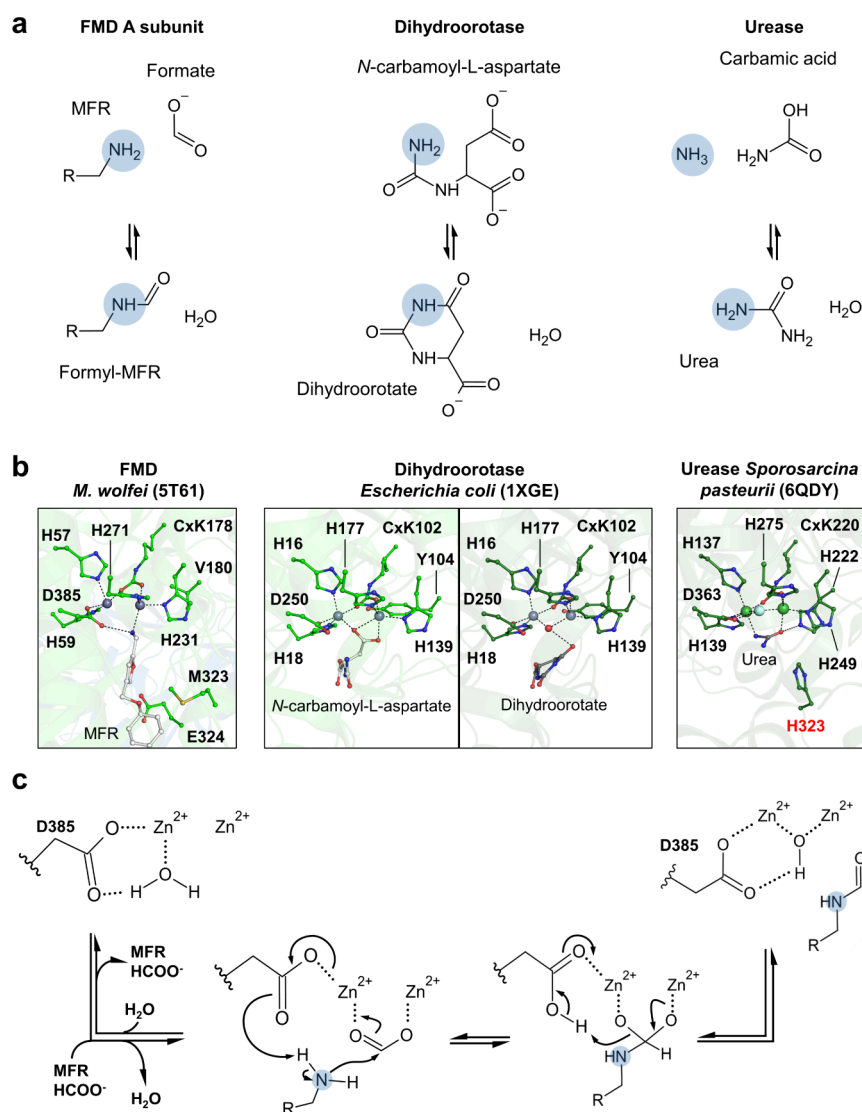 a
FMD A subunit
Dihydroorotase
Urease
Formate
N-carbamoyl-L-aspartate
Carbamic acid
MFR
O⁻
O
NH₂
R
O⁻
O
NH₂
O
NH
O
O⁻
OH
NH₃
H₂N
O
O
NH
R
H₂O
Formyl-MFR
NH
O
O
NH
O
O⁻
H₂O
Dihydroorotate
O
H₂N
NH₂
H₂O
Urea
b
FMD
M. wolfei (5T61)
Dihydroorotase
Escherichia coli (1XGE)
Urease Sporosarcina
pasteurii (6QDY)
H57
H271
CxK178
D385
V180
H59
H231
M323
MFR
E324
H16
H177
CxK102
Y104
D250
H18
H139
N-carbamoyl-L-aspartate
H16
H177
CxK102
Y104
D250
H18
H139
Dihydroorotate
H137
H275
CxK220
H222
D363
H139
Urea
H249
H323
c
D385
O
Zn²⁺
Zn²⁺
O
H
O
H
Zn²⁺
Zn²⁺
D385
O
O
O
H
O
HN
R
MFR
HCOO⁻
H₂O
MFR
HCOO⁻
H₂O
O
Zn²⁺
Zn²⁺
O
O
O
H
N
H
R
O
Zn²⁺
Zn²⁺
O
H
O
O
HN
H
R